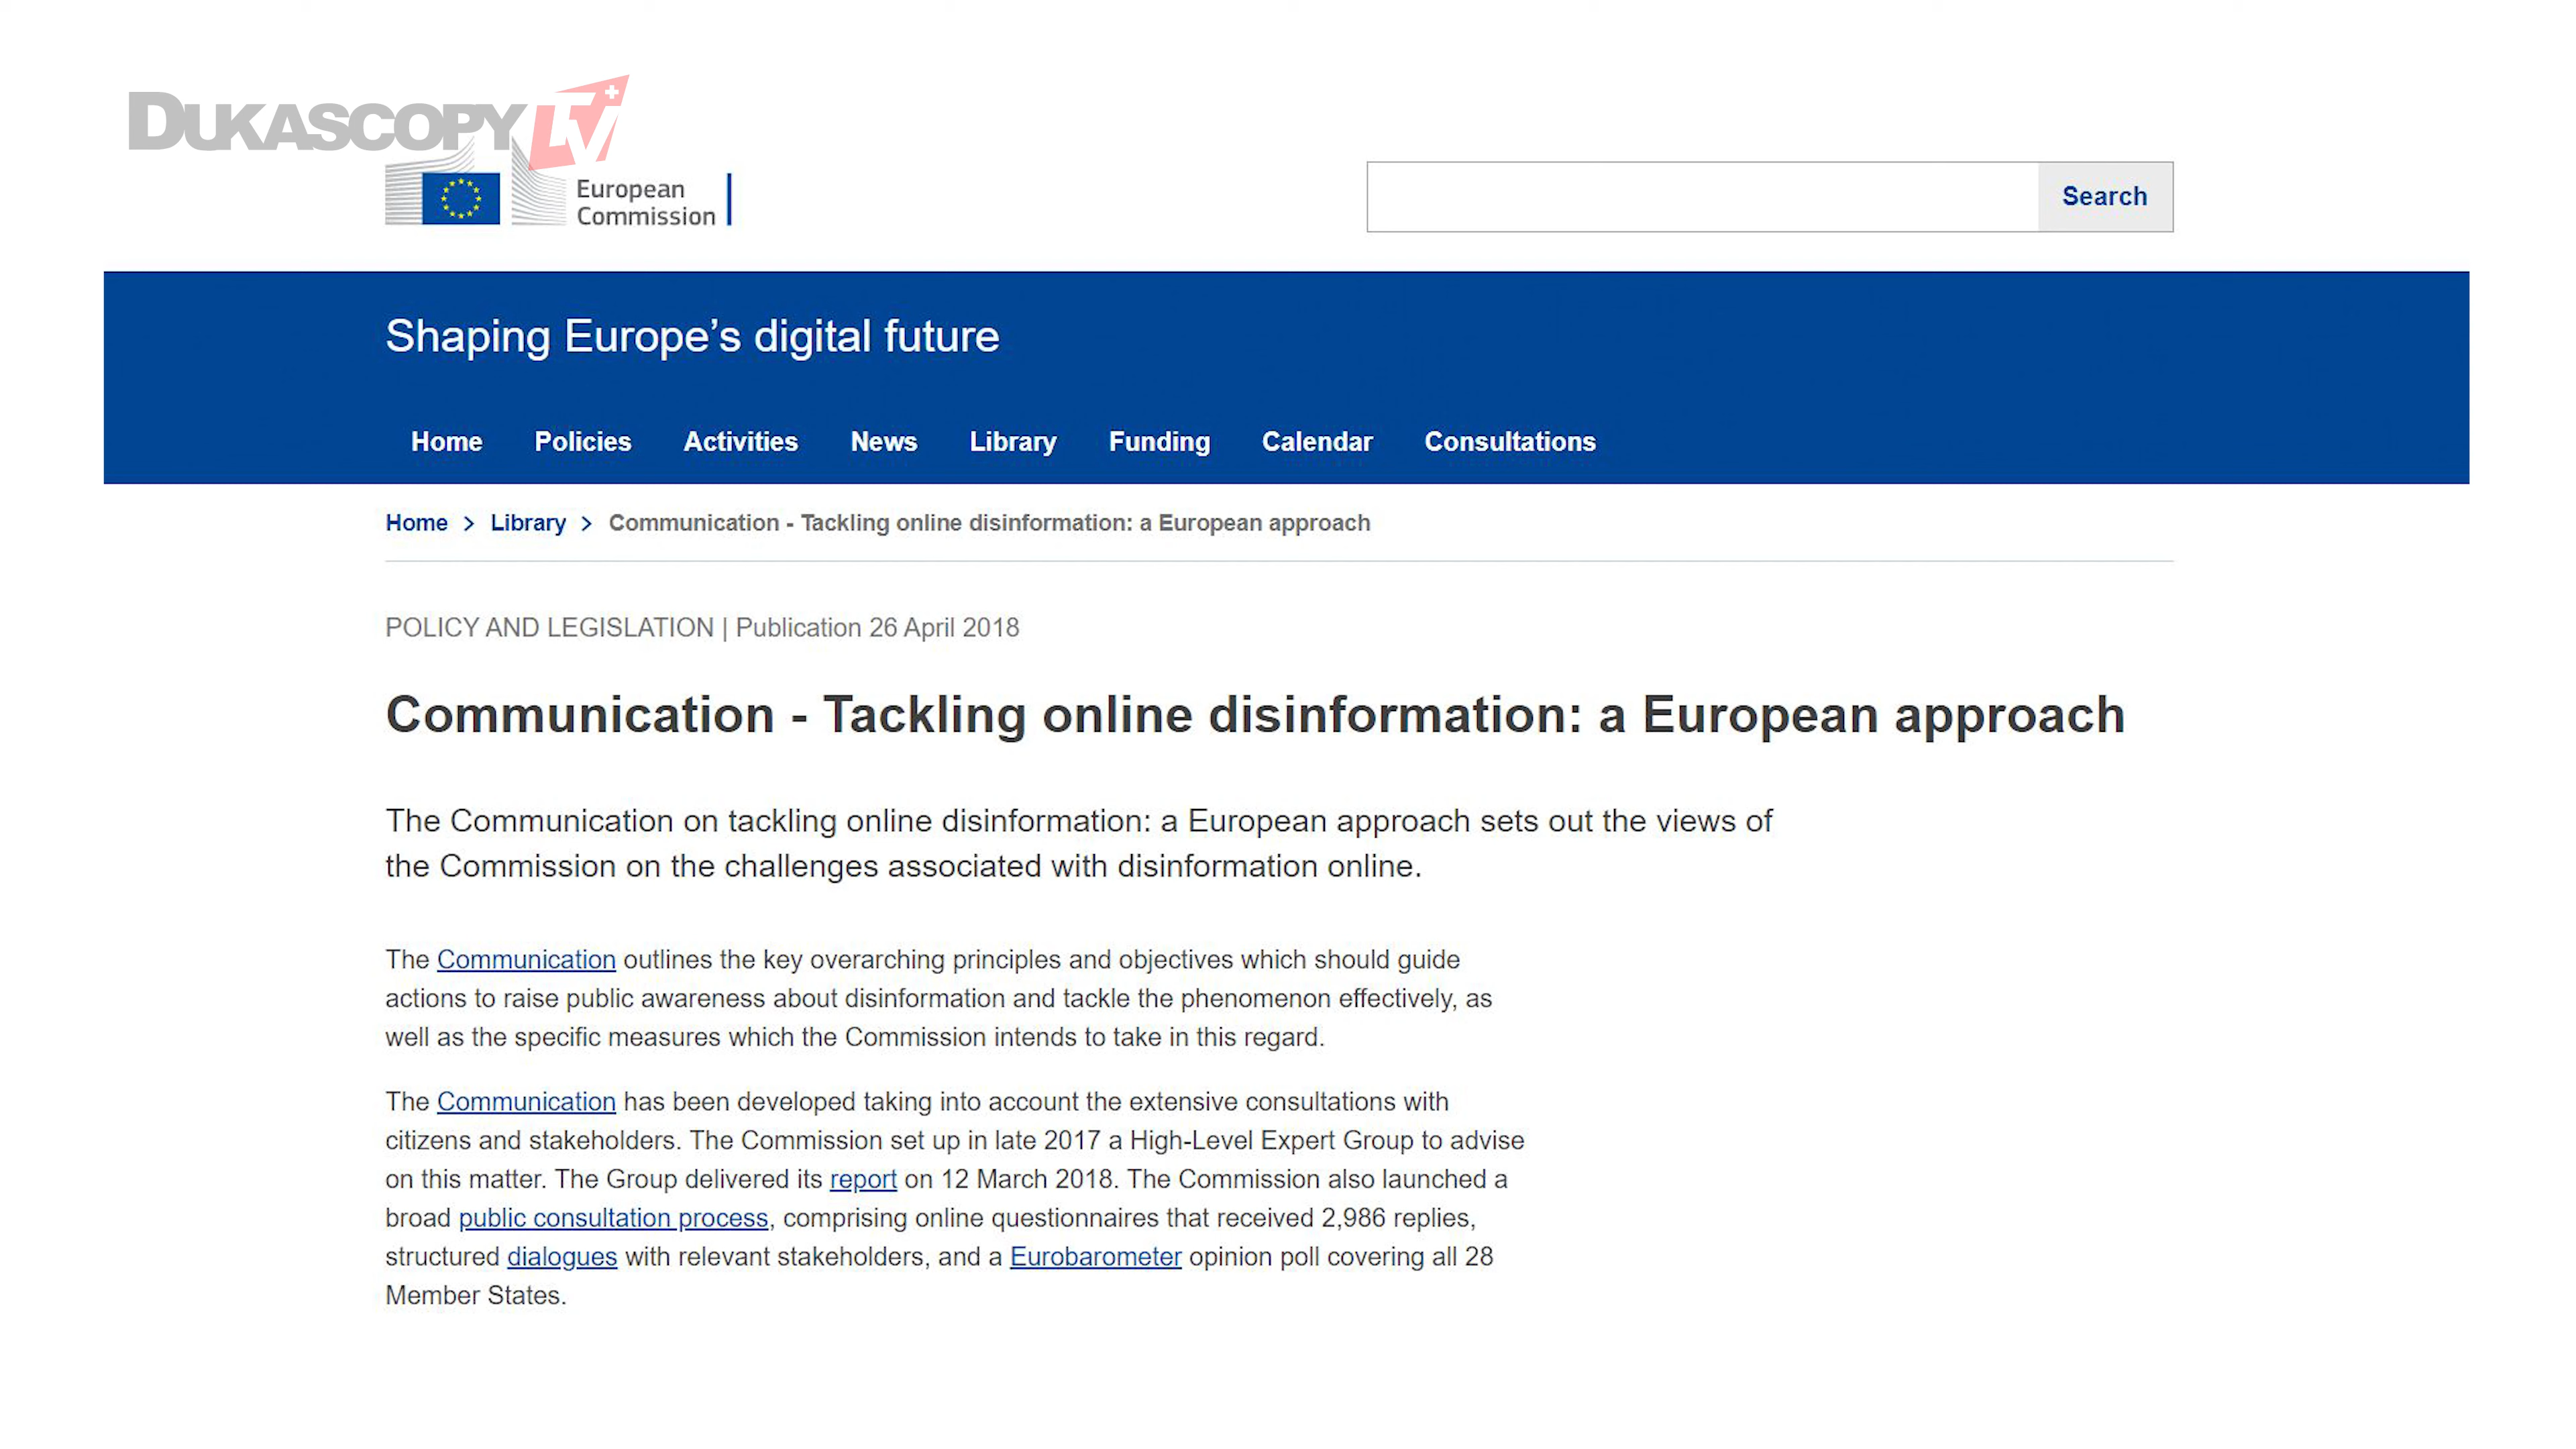 DUKASCOPY TV
European
Commission
Search
Shaping Europe’s digital future
Home Policies Activities News Library Funding Calendar Consultations
Home > Library > Communication - Tackling online disinformation: a European approach
POLICY AND LEGISLATION | Publication 26 April 2018
Communication - Tackling online disinformation: a European approach
The Communication on tackling online disinformation: a European approach sets out the views of
the Commission on the challenges associated with disinformation online.
The Communication outlines the key overarching principles and objectives which should guide
actions to raise public awareness about disinformation and tackle the phenomenon effectively, as
well as the specific measures which the Commission intends to take in this regard.
The Communication has been developed taking into account the extensive consultations with
citizens and stakeholders. The Commission set up in late 2017 a High-Level Expert Group to advise
on this matter. The Group delivered its report on 12 March 2018. The Commission also launched a
broad public consultation process, comprising online questionnaires that received 2,986 replies,
structured dialogues with relevant stakeholders, and a Eurobarometer opinion poll covering all 28
Member States.